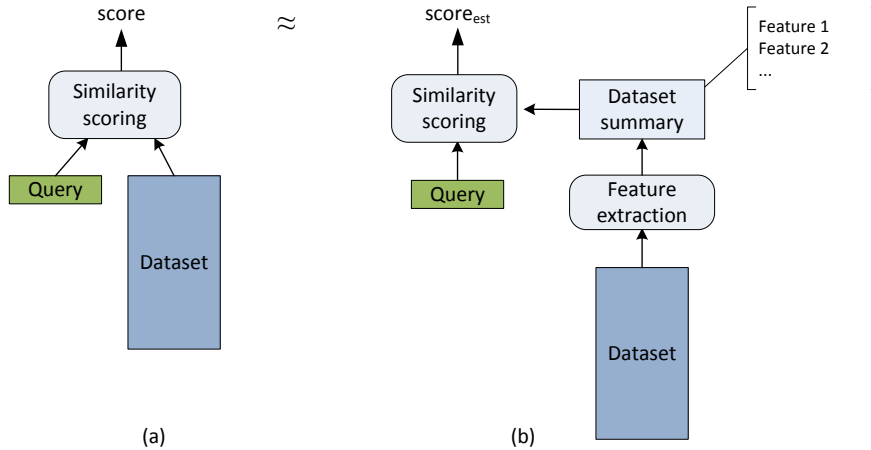 score
≈
score_est
Feature 1
Feature 2
...
Similarity
scoring
Similarity
scoring
Dataset
summary
Query
Query
Feature
extraction
Dataset
Dataset
(a)
(b)